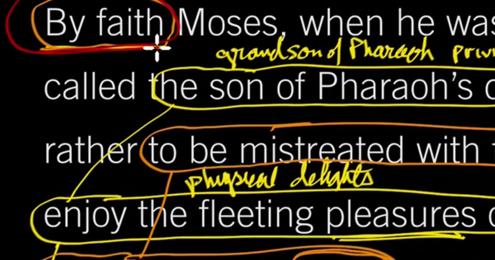 By faith Moses, when he was
grandson of Pharaoh
called the son of Pharaoh's
rather to be mistreated with
physical delights
enjoy the fleeting pleasures